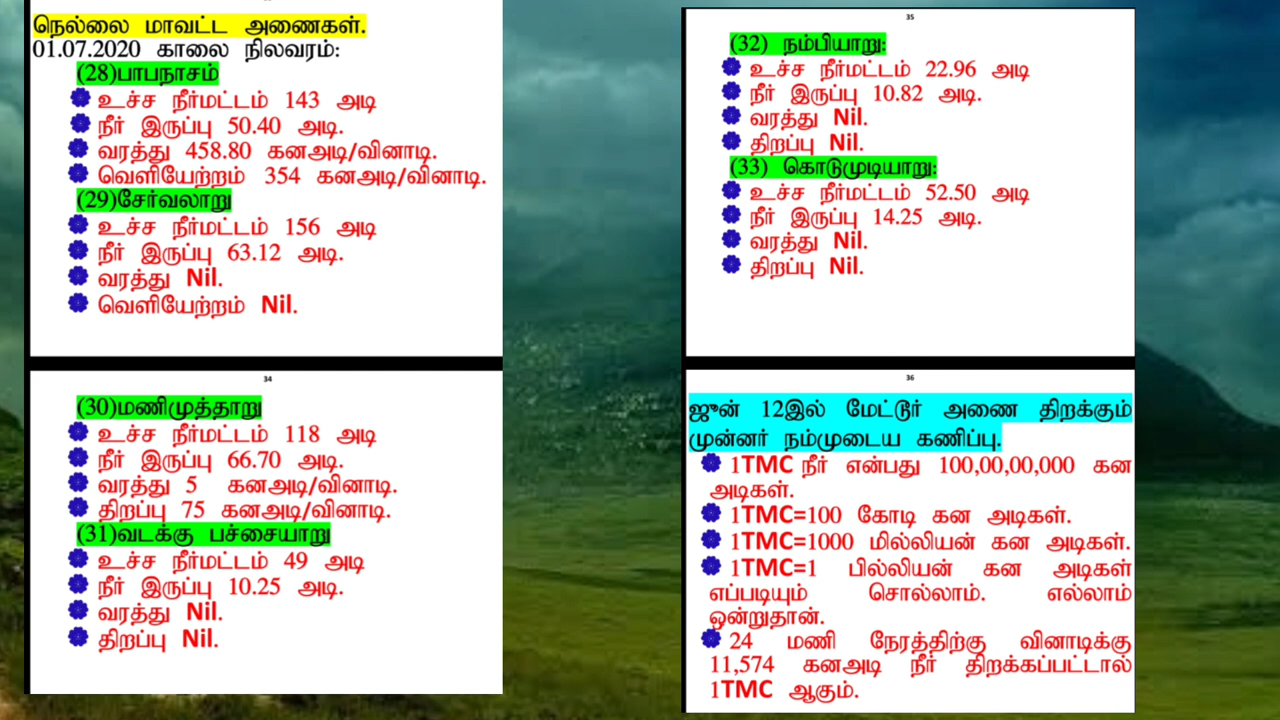 நெல்லை மாவட்ட அணைகள்.
01.07.2020 காலை நிலவரம்:
(28)பாபநாசம்
உச்ச நீர்மட்டம் 143 அடி
நீர் இருப்பு 50.40 அடி.
வரத்து 458.80 கனஅடி/வினாடி.
வெளியேற்றம் 354 கனஅடி/வினாடி.
(29)சேர்வலாறு
உச்ச நீர்மட்டம் 156 அடி
நீர் இருப்பு 63.12 அடி.
வரத்து Nil.
வெளியேற்றம் Nil.
34
(30)மணிமுத்தாறு
உச்ச நீர்மட்டம் 118 அடி
நீர் இருப்பு 66.70 அடி.
வரத்து 5 கனஅடி/வினாடி.
திறப்பு 75 கனஅடி/வினாடி.
(31)வடக்கு பச்சையாறு
உச்ச நீர்மட்டம் 49 அடி
நீர் இருப்பு 10.25 அடி.
வரத்து Nil.
திறப்பு Nil.
35
(32) நம்பியாறு:
உச்ச நீர்மட்டம் 22.96 அடி
நீர் இருப்பு 10.82 அடி.
வரத்து Nil.
திறப்பு Nil.
(33) கொடுமுடியாறு:
உச்ச நீர்மட்டம் 52.50 அடி
நீர் இருப்பு 14.25 அடி.
வரத்து Nil.
திறப்பு Nil.
36
ஜுன் 12இல் மேட்டூர் அணை திறக்கும்
முன்னர் நம்முடைய கணிப்பு.
1TMC நீர் என்பது 100,00,00,000 கன
அடிகள்.
1TMC=100 கோடி கன அடிகள்.
1TMC=1000 மில்லியன் கன அடிகள்.
1TMC=1 பில்லியன் கன அடிகள்
எப்படியும் சொல்லாம். எல்லாம்
ஒன்றுதான்.
24 மணி நேரத்திற்கு வினாடிக்கு
11,574 கனஅடி நீர் திறக்கப்பட்டால்
1TMC ஆகும்.